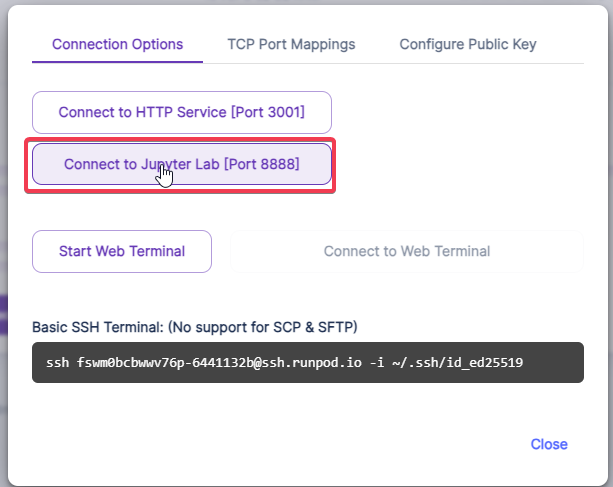 Connection Options TCP Port Mappings Configure Public Key
Connect to HTTP Service [Port 3001]
Connect to Jupyter Lab [Port 8888]
Start Web Terminal Connect to Web Terminal
Basic SSH Terminal: (No support for SCP & SFTP)
ssh fswm0bcbwwv76p-6441132b@ssh.runpod.io -i ~/.ssh/id_ed25519
Close